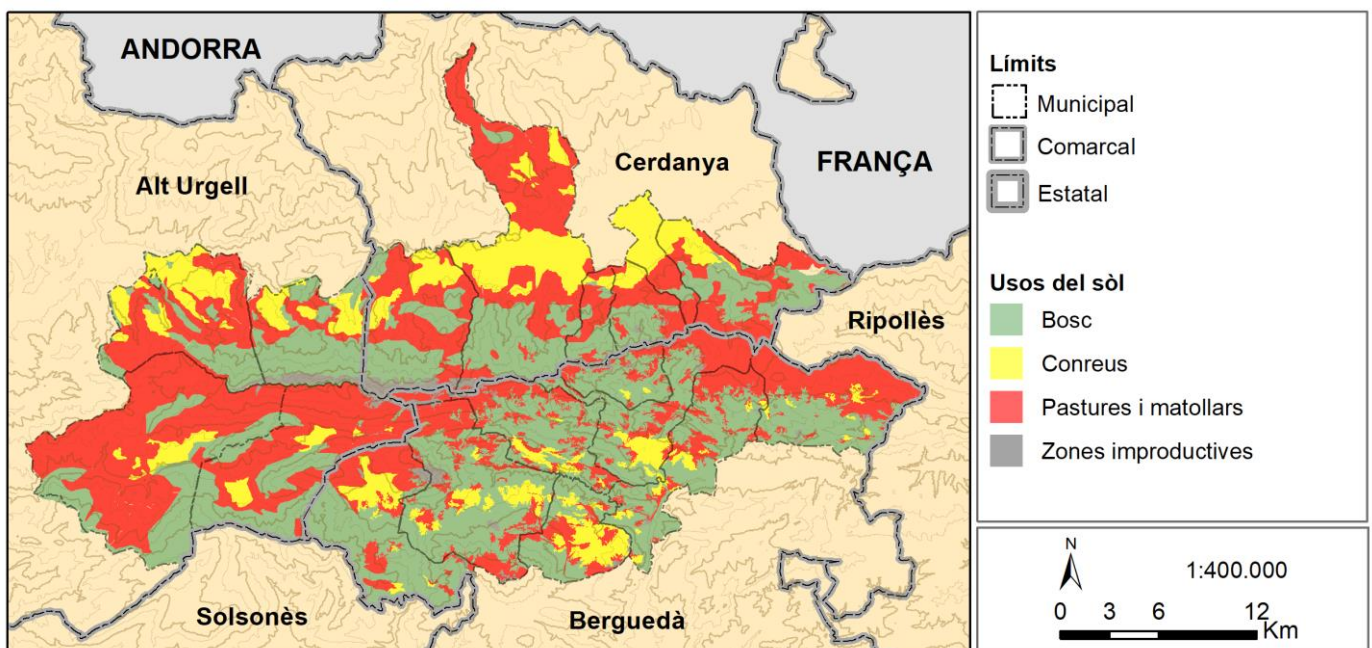 ANDORRA
Alt Urgell
Cerdanya
FRANÇA
Ripollès
Solsonès
Berguedà
Límits
Municipal
Comarcal
Estatal
Usos del sòl
Bosc
Conreus
Pastures i matollars
Zones improductives
N
1:400.000
0 3 6 12
Km